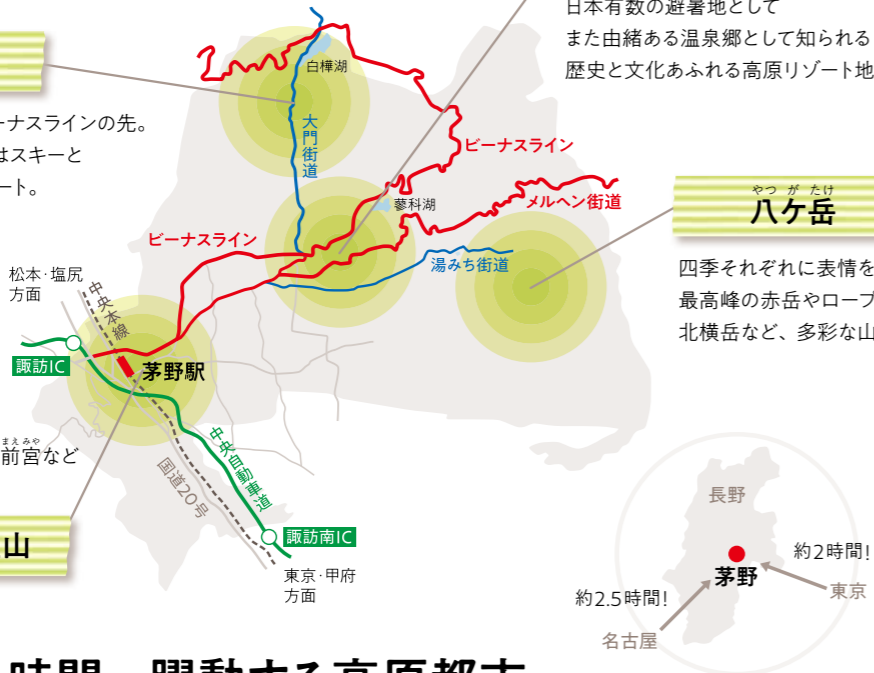 日本有数の避暑地として
また由緒ある温泉郷として知られる
歴史と文化あふれる高原リゾート地
白樺湖
ーナスラインの先。
はスキーと
ート。
大門街道
ビーナスライン
蓼科湖
メルヘン街道
やつ が たけ
八ケ岳
ビーナスライン
湯みち街道
四季それぞれに表情を
最高峰の赤岳やロープ
北横岳など、多彩な山
松本・塩尻
方面
中央本線
諏訪IC
茅野駅
まえみや
前宮など
中央自動車道
国道20号
山
諏訪南IC
東京・甲府
方面
長野
茅野
約2時間!
東京
約2.5時間!
名古屋
時間 躍動する高原都市